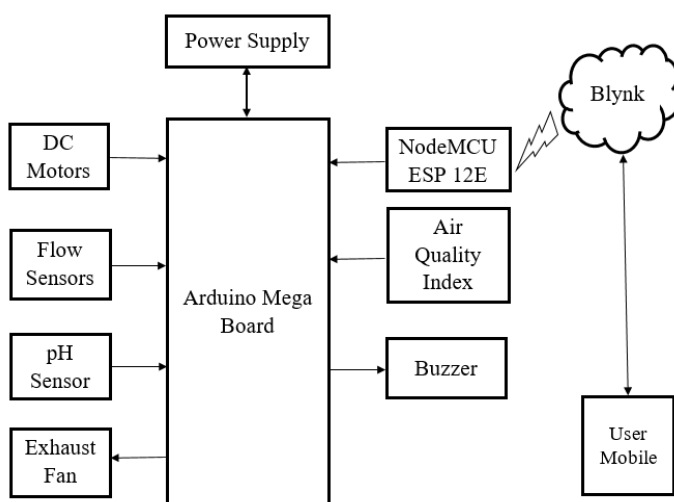 Power Supply
Blynk
DC
Motors
NodeMCU
ESP 12E
Flow
Sensors
Air
Quality
Index
Arduino Mega
Board
pH
Sensor
Buzzer
Exhaust
Fan
User
Mobile